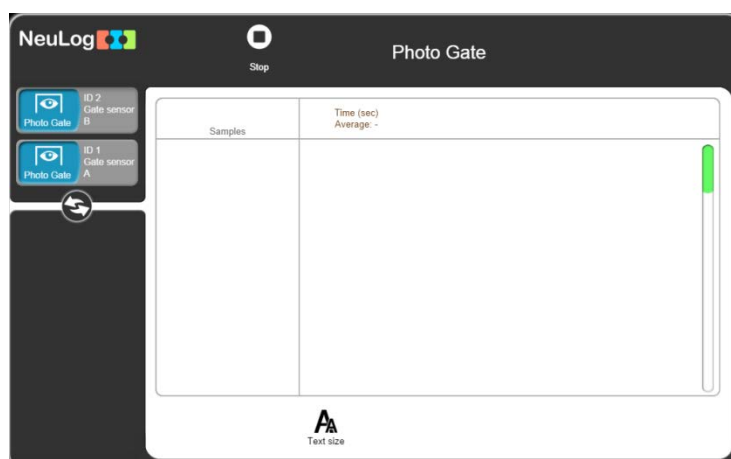 NeuLog
Stop
Photo Gate
ID 2
Gate sensor
B
Photo Gate
ID 1
Gate sensor
A
Photo Gate
Samples
Time (sec)
Average: -
Text size